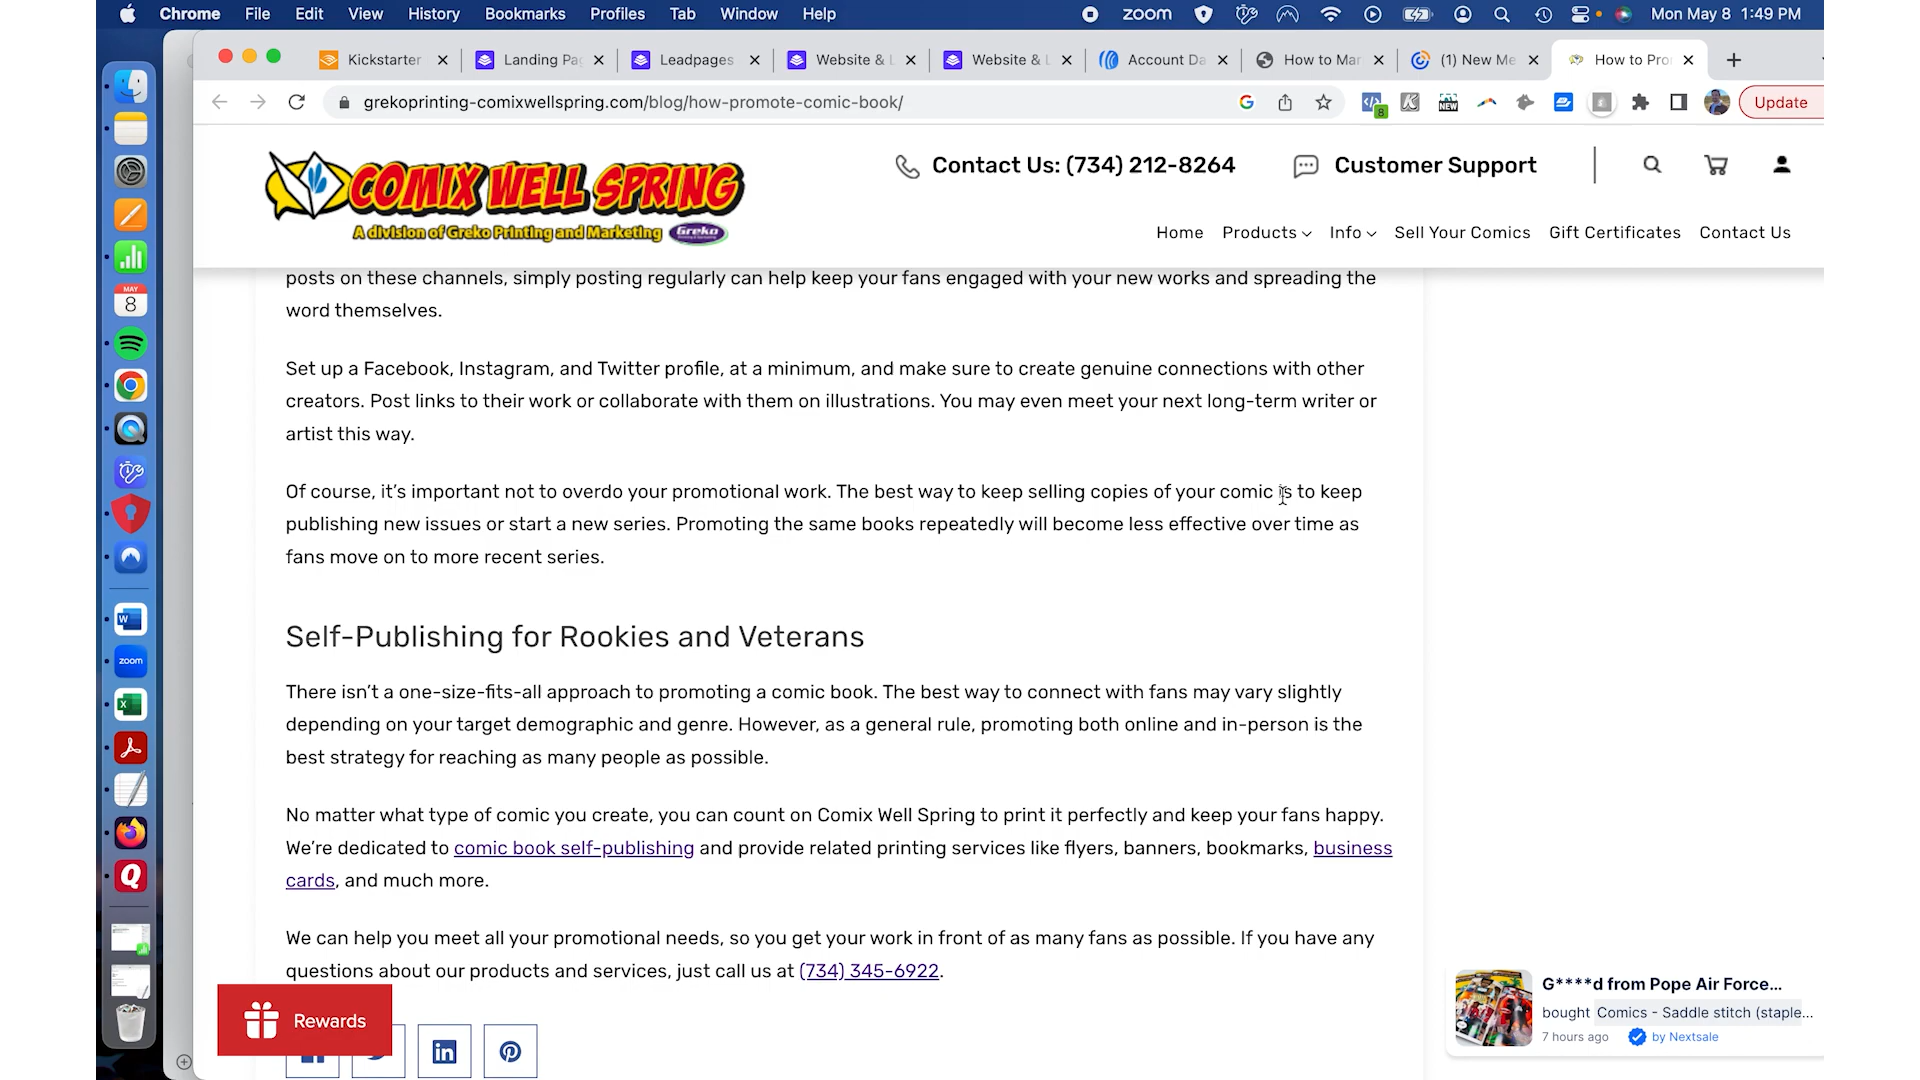 Chrome File Edit View History Bookmarks Profiles Tab Window Help zoom Mon May 8 1:49 PM
Kickstarter Landing Pa Leadpages Website & L Website & L Account Da How to Mar (1) New Me How to Pro
grekoprinting-comixwellspring.com/blog/how-promote-comic-book/ 8 NEW Update
COMIX WELL SPRING
A division of Greko Printing and Marketing Greko
Contact Us: (734) 212-8264 Customer Support
Home Products Info Sell Your Comics Gift Certificates Contact Us
MAY
8
posts on these channels, simply posting regularly can help keep your fans engaged with your new works and spreading the
word themselves.
Set up a Facebook, Instagram, and Twitter profile, at a minimum, and make sure to create genuine connections with other
creators. Post links to their work or collaborate with them on illustrations. You may even meet your next long-term writer or
artist this way.
Of course, it's important not to overdo your promotional work. The best way to keep selling copies of your comic is to keep
publishing new issues or start a new series. Promoting the same books repeatedly will become less effective over time as
fans move on to more recent series.
Self-Publishing for Rookies and Veterans
zoom
There isn't a one-size-fits-all approach to promoting a comic book. The best way to connect with fans may vary slightly
depending on your target demographic and genre. However, as a general rule, promoting both online and in-person is the
best strategy for reaching as many people as possible.
No matter what type of comic you create, you can count on Comix Well Spring to print it perfectly and keep your fans happy.
We're dedicated to comic book self-publishing and provide related printing services like flyers, banners, bookmarks, business
cards, and much more.
We can help you meet all your promotional needs, so you get your work in front of as many fans as possible. If you have any
questions about our products and services, just call us at (734) 345-6922.
Rewards
G****d from Pope Air Force...
bought Comics - Saddle stitch (staple...
7 hours ago by Nextsale